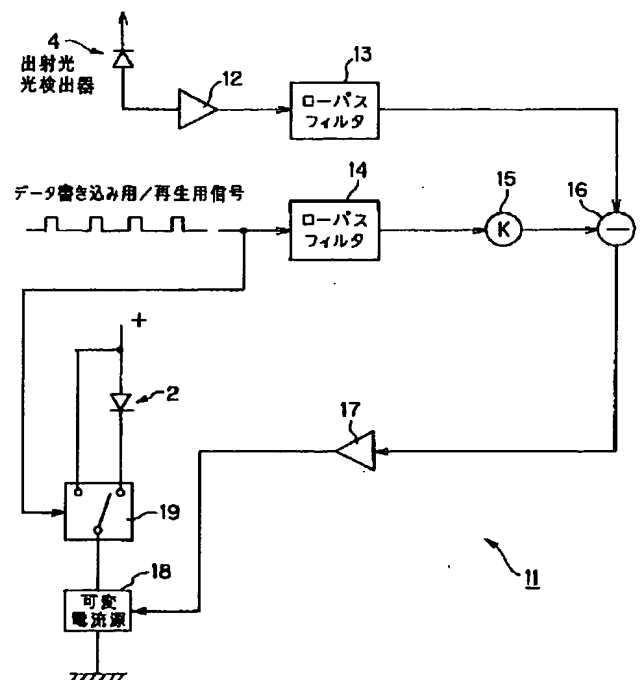 4
出射光
光検出器
12
13
ローパス
フィルタ
データ書き込み用/再生用信号
14
ローパス
フィルタ
15
K
16
−
+
2
17
19
18
可変
電流源
11